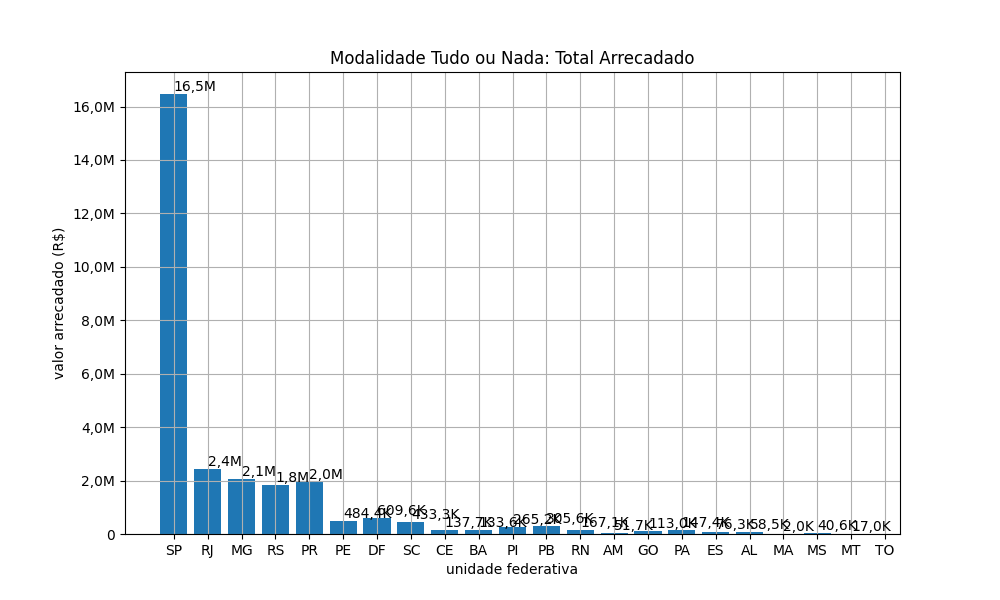 Modalidade Tudo ou Nada: Total Arrecadado
valor arrecadado (R$)
16,0M
14,0M
12,0M
10,0M
8,0M
6,0M
4,0M
2,0M
0
16,5M
2,4M
2,1M
1,8M
2,0M
484,4K
609,6K
433,3K
137,7K
133,6K
265,2K
305,6K
167,1K
51,7K
113,0K
147,4K
76,3K
58,5K
2,0K
40,6K
17,0K
SP RJ MG RS PR PE DF SC CE BA PI PB RN AM GO PA ES AL MA MS MT TO
unidade federativa